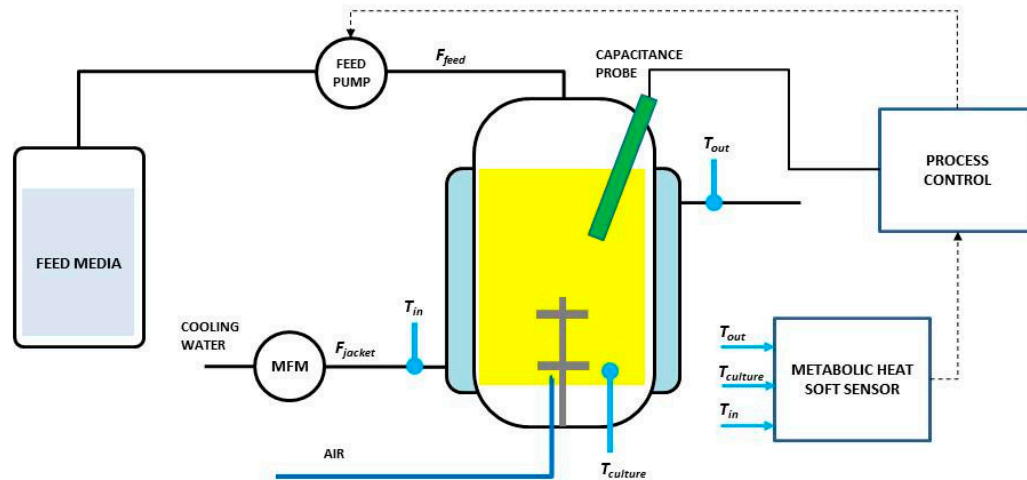 FEED
PUMP
F_feed
CAPACITANCE
PROBE
T_out
PROCESS
CONTROL
FEED MEDIA
T_in
COOLING
WATER
MFM
F_jacket
T_out
T_culture
T_in
METABOLIC HEAT
SOFT SENSOR
AIR
T_culture